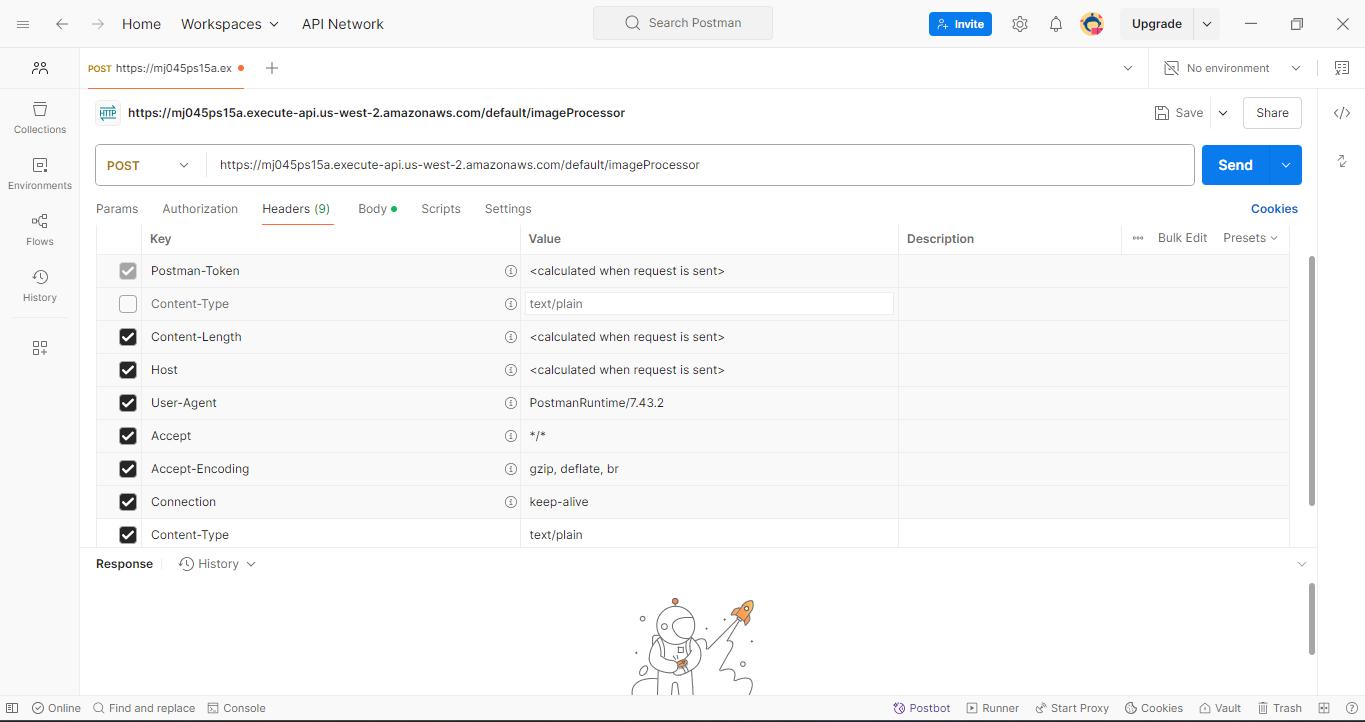 Home Workspaces API Network Search Postman Invite Upgrade
POST https://mj045ps15a.ex No environment
HTTP https://mj045ps15a.execute-api.us-west-2.amazonaws.com/default/imageProcessor Save Share
Collections
POST https://mj045ps15a.execute-api.us-west-2.amazonaws.com/default/imageProcessor Send
Environments
Params Authorization Headers (9) Body Scripts Settings Cookies
Flows
Key Value Description Bulk Edit Presets
History
Postman-Token <calculated when request is sent>
Content-Type text/plain
Content-Length <calculated when request is sent>
Host <calculated when request is sent>
User-Agent PostmanRuntime/7.43.2
Accept */*
Accept-Encoding gzip, deflate, br
Connection keep-alive
Content-Type text/plain
Response History
Online Find and replace Console Postbot Runner Start Proxy Cookies Vault Trash